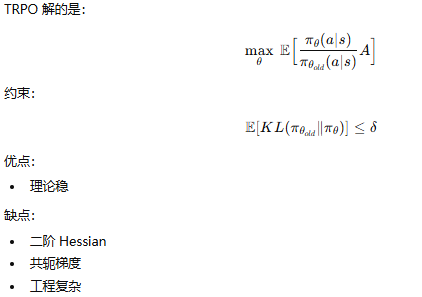 TRPO 解的是：
\max_{\theta} \mathbb{E}\left[\frac{\pi_{\theta}(a|s)}{\pi_{\theta_{old}}(a|s)} A\right]
约束：
\mathbb{E}[KL(\pi_{\theta_{old}} \| \pi_{\theta})] \leq \delta
优点：
• 理论稳
缺点：
• 二阶 Hessian
• 共轭梯度
• 工程复杂